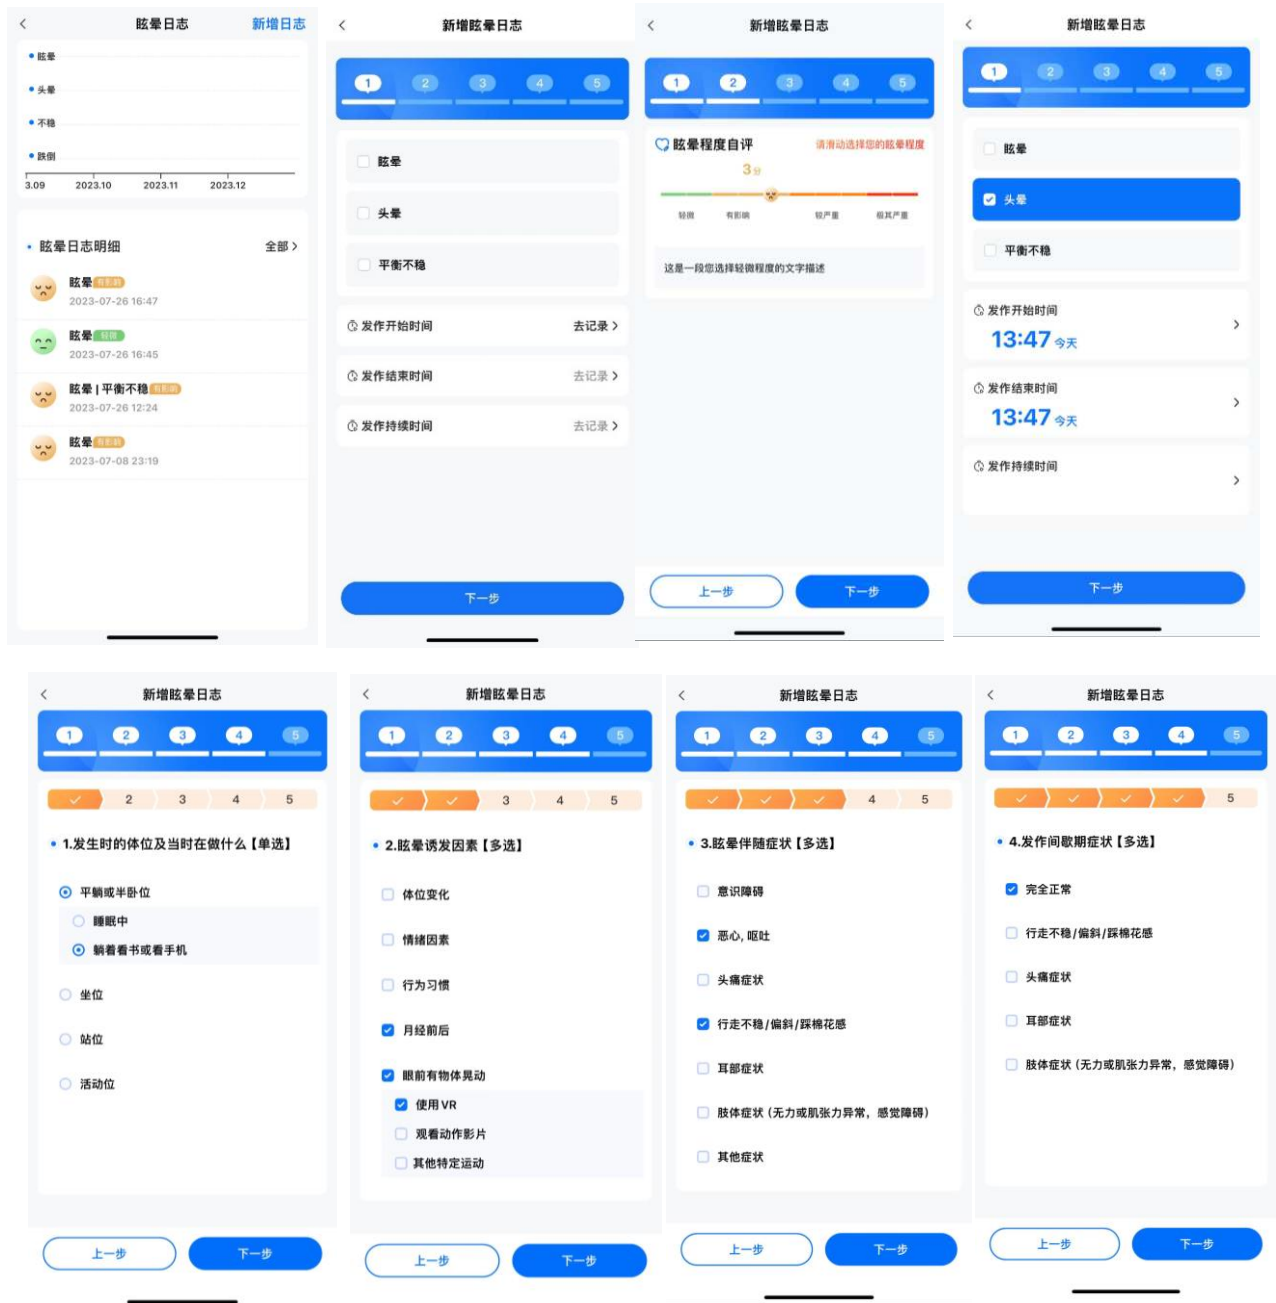 眩晕日志
新增日志
眩晕
头晕
不稳
跌倒
3.09 2023.10 2023.11 2023.12
眩晕日志明细
全部
眩晕 有影响
2023-07-26 16:47
眩晕 轻微
2023-07-26 16:45
眩晕 | 平衡不稳 有影响
2023-07-26 12:24
眩晕 有影响
2023-07-08 23:19
新增眩晕日志
1 2 3 4 5
眩晕
头晕
平衡不稳
发作开始时间 去记录
发作结束时间 去记录
发作持续时间 去记录
下一步
新增眩晕日志
1 2 3 4 5
眩晕程度自评 请滑动选择您的眩晕程度
3分
轻微 有影响 较严重 极其严重
这是一段您选择轻微程度的文字描述
上一步 下一步
新增眩晕日志
1 2 3 4 5
眩晕
头晕
平衡不稳
发作开始时间
13:47 今天
发作结束时间
13:47 今天
发作持续时间
下一步
新增眩晕日志
1 2 3 4 5
2 3 4 5
1.发生时的体位及当时在做什么【单选】
平躺或半卧位
睡眠中
躺着看书或看手机
坐位
站位
活动位
上一步 下一步
新增眩晕日志
1 2 3 4 5
3 4 5
2.眩晕诱发因素【多选】
体位变化
情绪因素
行为习惯
月经前后
眼前有物体晃动
使用VR
观看动作影片
其他特定运动
上一步 下一步
新增眩晕日志
1 2 3 4 5
4 5
3.眩晕伴随症状【多选】
意识障碍
恶心, 呕吐
头痛症状
行走不稳/偏斜/踩棉花感
耳部症状
肢体症状（无力或肌张力异常，感觉障碍）
其他症状
上一步 下一步
新增眩晕日志
1 2 3 4 5
5
4.发作间歇期症状【多选】
完全正常
行走不稳/偏斜/踩棉花感
头痛症状
耳部症状
肢体症状（无力或肌张力异常，感觉障碍）
上一步 下一步